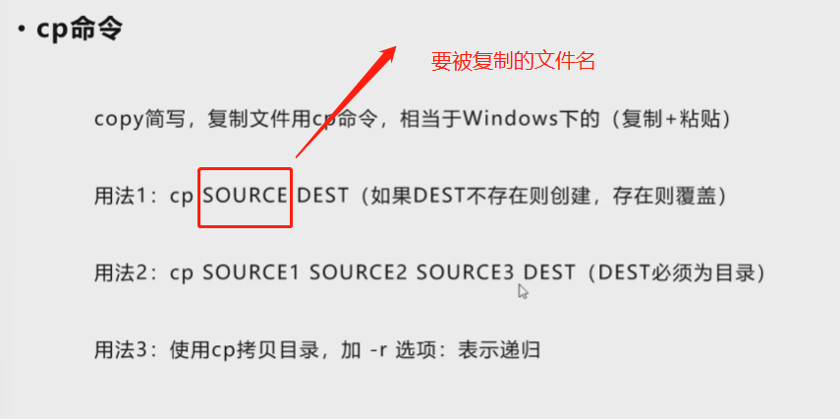 • cp命令
要被复制的文件名
copy简写，复制文件用cp命令，相当于Windows下的（复制+粘贴）
用法1：cp SOURCE DEST（如果DEST不存在则创建，存在则覆盖）
用法2：cp SOURCE1 SOURCE2 SOURCE3 DEST（DEST必须为目录）
用法3：使用cp拷贝目录，加 -r 选项：表示递归